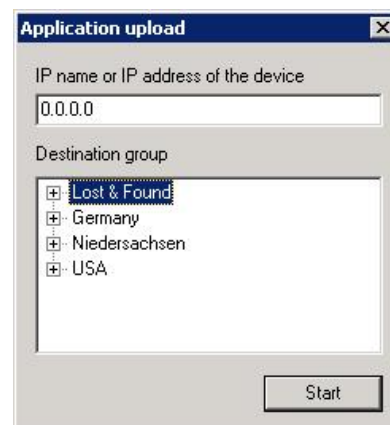 Application upload
IP name or IP address of the device
0.0.0.0
Destination group
Lost & Found
Germany
Niedersachsen
USA
Start